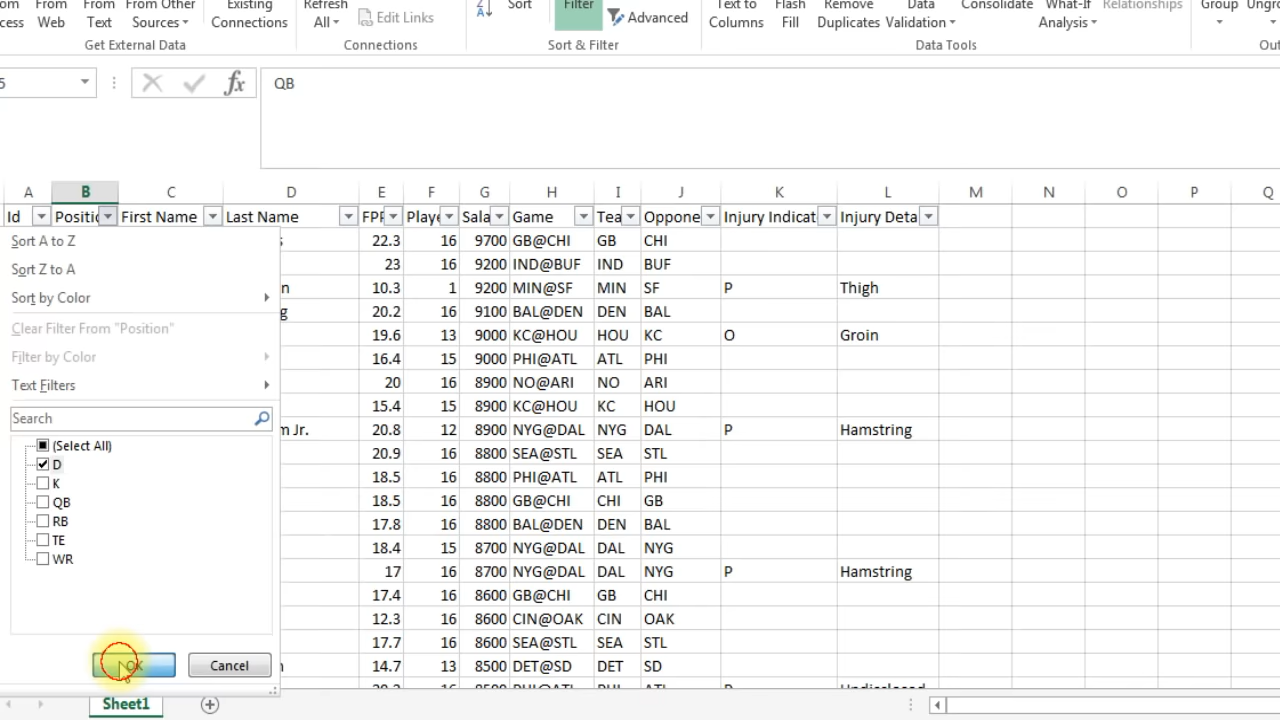 om From From Other Existing Refresh Sort Filter Text to Flash Remove Data Consolidate What-If Relationships Group Ungro
cess Web Text Sources Connections All Edit Links Advanced Columns Fill Duplicates Validation Analysis
Get External Data Connections Sort & Filter Data Tools Out
5 fx QB
A B C D E F G H I J K L M N O P Q
Id Positio First Name Last Name FPP Playe Sala Game Tea Oppone Injury Indicat Injury Deta
Sort A to Z
s 22.3 16 9700 GB@CHI GB CHI
23 16 9200 IND@BUF IND BUF
Sort Z to A
n 10.3 1 9200 MIN@SF MIN SF P Thigh
Sort by Color
g 20.2 16 9100 BAL@DEN DEN BAL
Clear Filter From "Position"
19.6 13 9000 KC@HOU HOU KC O Groin
Filter by Color
16.4 15 9000 PHI@ATL ATL PHI
Text Filters
20 16 8900 NO@ARI NO ARI
15.4 15 8900 KC@HOU KC HOU
Search
m Jr. 20.8 12 8900 NYG@DAL NYG DAL P Hamstring
(Select All)
20.9 16 8800 SEA@STL SEA STL
D
18.5 16 8800 PHI@ATL ATL PHI
K
18.5 16 8800 GB@CHI CHI GB
QB
17.8 16 8800 BAL@DEN DEN BAL
RB
18.4 15 8700 NYG@DAL DAL NYG
TE
WR
17 16 8700 NYG@DAL DAL NYG P Hamstring
17.4 16 8600 GB@CHI GB CHI
12.3 16 8600 CIN@OAK CIN OAK
17.7 16 8600 SEA@STL SEA STL
OK Cancel
n 14.7 13 8500 DET@SD DET SD
Sheet1